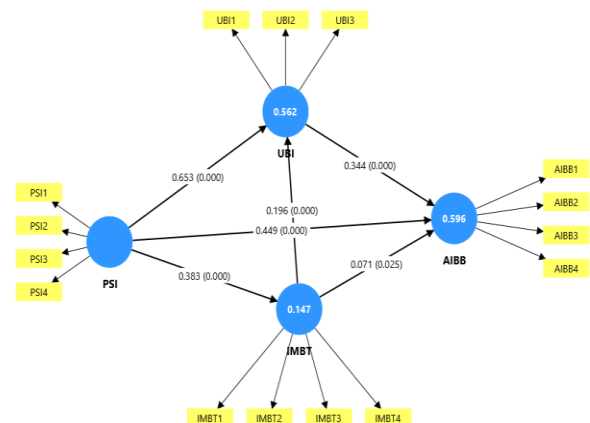 UBI1
UBI2
UBI3
0.562
UBI
0.653 (0.000)
0.344 (0.000)
AIBB1
AIBB2
AIBB3
AIBB4
0.596
AIBB
PSI1
PSI2
PSI3
PSI4
PSI
0.196 (0.000)
0.449 (0.000)
0.383 (0.000)
0.071 (0.025)
0.147
IMBT
IMBT1
IMBT2
IMBT3
IMBT4